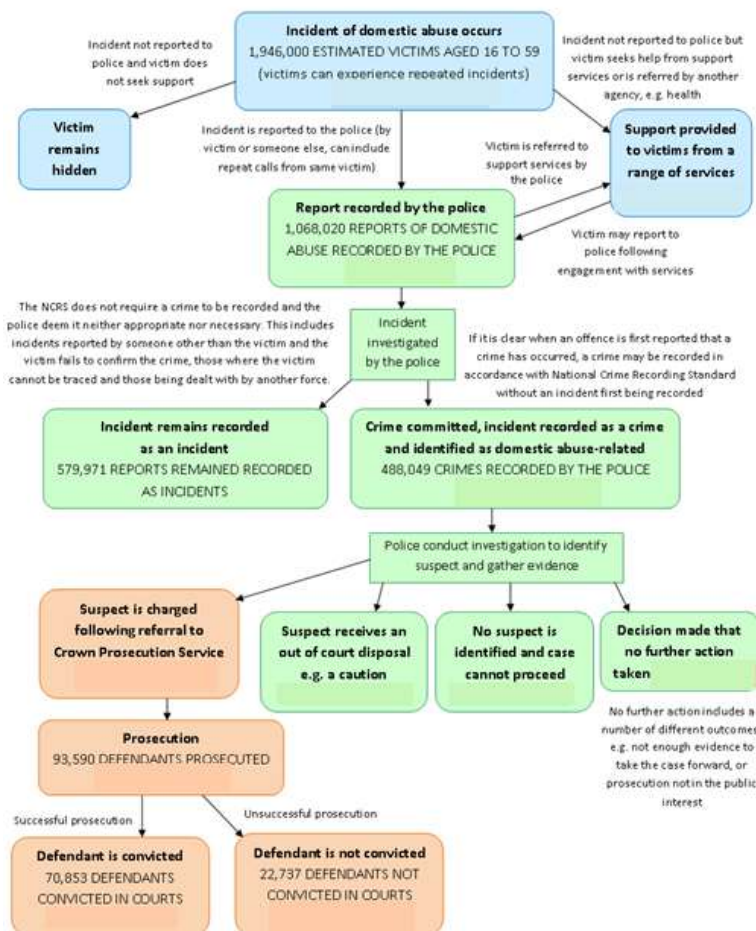 Incident of domestic abuse occurs
1,946,000 ESTIMATED VICTIMS AGED 16 TO 59
(victims can experience repeated incidents)
Incident not reported to
police and victim does
not seek support
Incident not reported to police but
victim seeks help from support
services or is referred by another
agency, e.g. health
Victim
remains
hidden
Incident is reported to the police (by
victim or someone else, can include
repeat calls from same victim)
Victim is referred to
support services by
the police
Support provided
to victims from a
range of services
Report recorded by the police
1,068,020 REPORTS OF DOMESTIC
ABUSE RECORDED BY THE POLICE
Victim may report to
police following
engagement with services
The NCRS does not require a crime to be recorded and the
police deem it neither appropriate nor necessary. This includes
incidents reported by someone other than the victim and the
victim fails to confirm the crime, those where the victim
cannot be traced and those being dealt with by another force.
Incident
investigated
by the police
If it is clear when an offence is first reported that a
crime has occurred, a crime may be recorded in
accordance with National Crime Recording Standard
without an incident first being recorded
Incident remains recorded
as an incident
579,971 REPORTS REMAINED RECORDED
AS INCIDENTS
Crime committed, incident recorded as a crime
and identified as domestic abuse-related
488,049 CRIMES RECORDED BY THE POLICE
Police conduct investigation to identify
suspect and gather evidence
Suspect is charged
following referral to
Crown Prosecution Service
Suspect receives an
out of court disposal
e.g. a caution
No suspect is
identified and case
cannot proceed
Decision made that
no further action
taken
No further action includes a
number of different outcomes
e.g. not enough evidence to
take the case forward, or
prosecution not in the public
interest
Prosecution
93,590 DEFENDANTS PROSECUTED
Successful prosecution
Unsuccessful prosecution
Defendant is convicted
70,853 DEFENDANTS
CONVICTED IN COURTS
Defendant is not convicted
22,737 DEFENDANTS NOT
CONVICTED IN COURTS